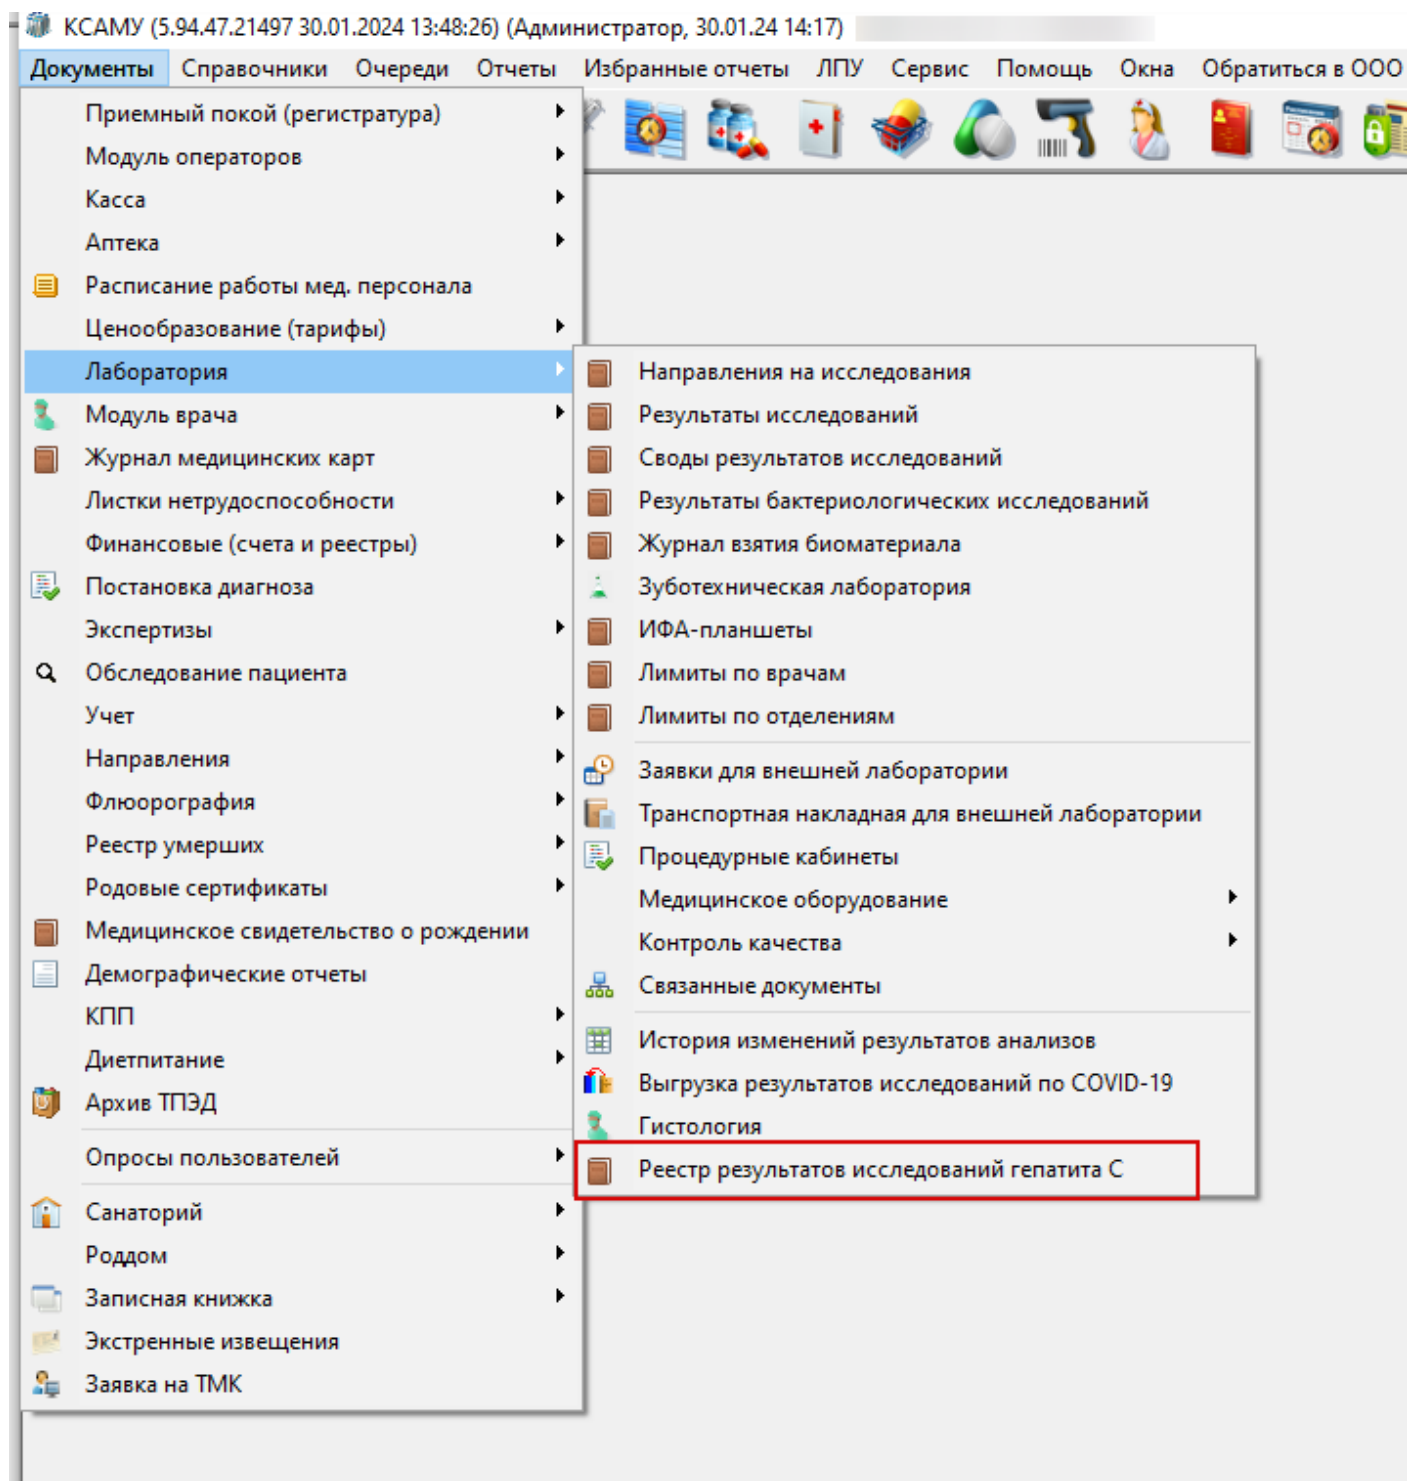 КСАМУ (5.94.47.21497 30.01.2024 13:48:26) (Администратор, 30.01.24 14:17)
Документы Справочники Очереди Отчеты Избранные отчеты ЛПУ Сервис Помощь Окна Обратиться в ООО
Приемный покой (регистратура)
Модуль операторов
Касса
Аптека
Расписание работы мед. персонала
Ценообразование (тарифы)
Лаборатория
Модуль врача
Журнал медицинских карт
Листки нетрудоспособности
Финансовые (счета и реестры)
Постановка диагноза
Экспертизы
Обследование пациента
Учет
Направления
Флюорография
Реестр умерших
Родовые сертификаты
Медицинское свидетельство о рождении
Демографические отчеты
КПП
Диетпитание
Архив ТПЭД
Опросы пользователей
Санаторий
Роддом
Записная книжка
Экстренные извещения
Заявка на ТМК
Направления на исследования
Результаты исследований
Своды результатов исследований
Результаты бактериологических исследований
Журнал взятия биоматериала
Зуботехническая лаборатория
ИФА-планшеты
Лимиты по врачам
Лимиты по отделениям
Заявки для внешней лаборатории
Транспортная накладная для внешней лаборатории
Процедурные кабинеты
Медицинское оборудование
Контроль качества
Связанные документы
История изменений результатов анализов
Выгрузка результатов исследований по COVID-19
Гистология
Реестр результатов исследований гепатита С